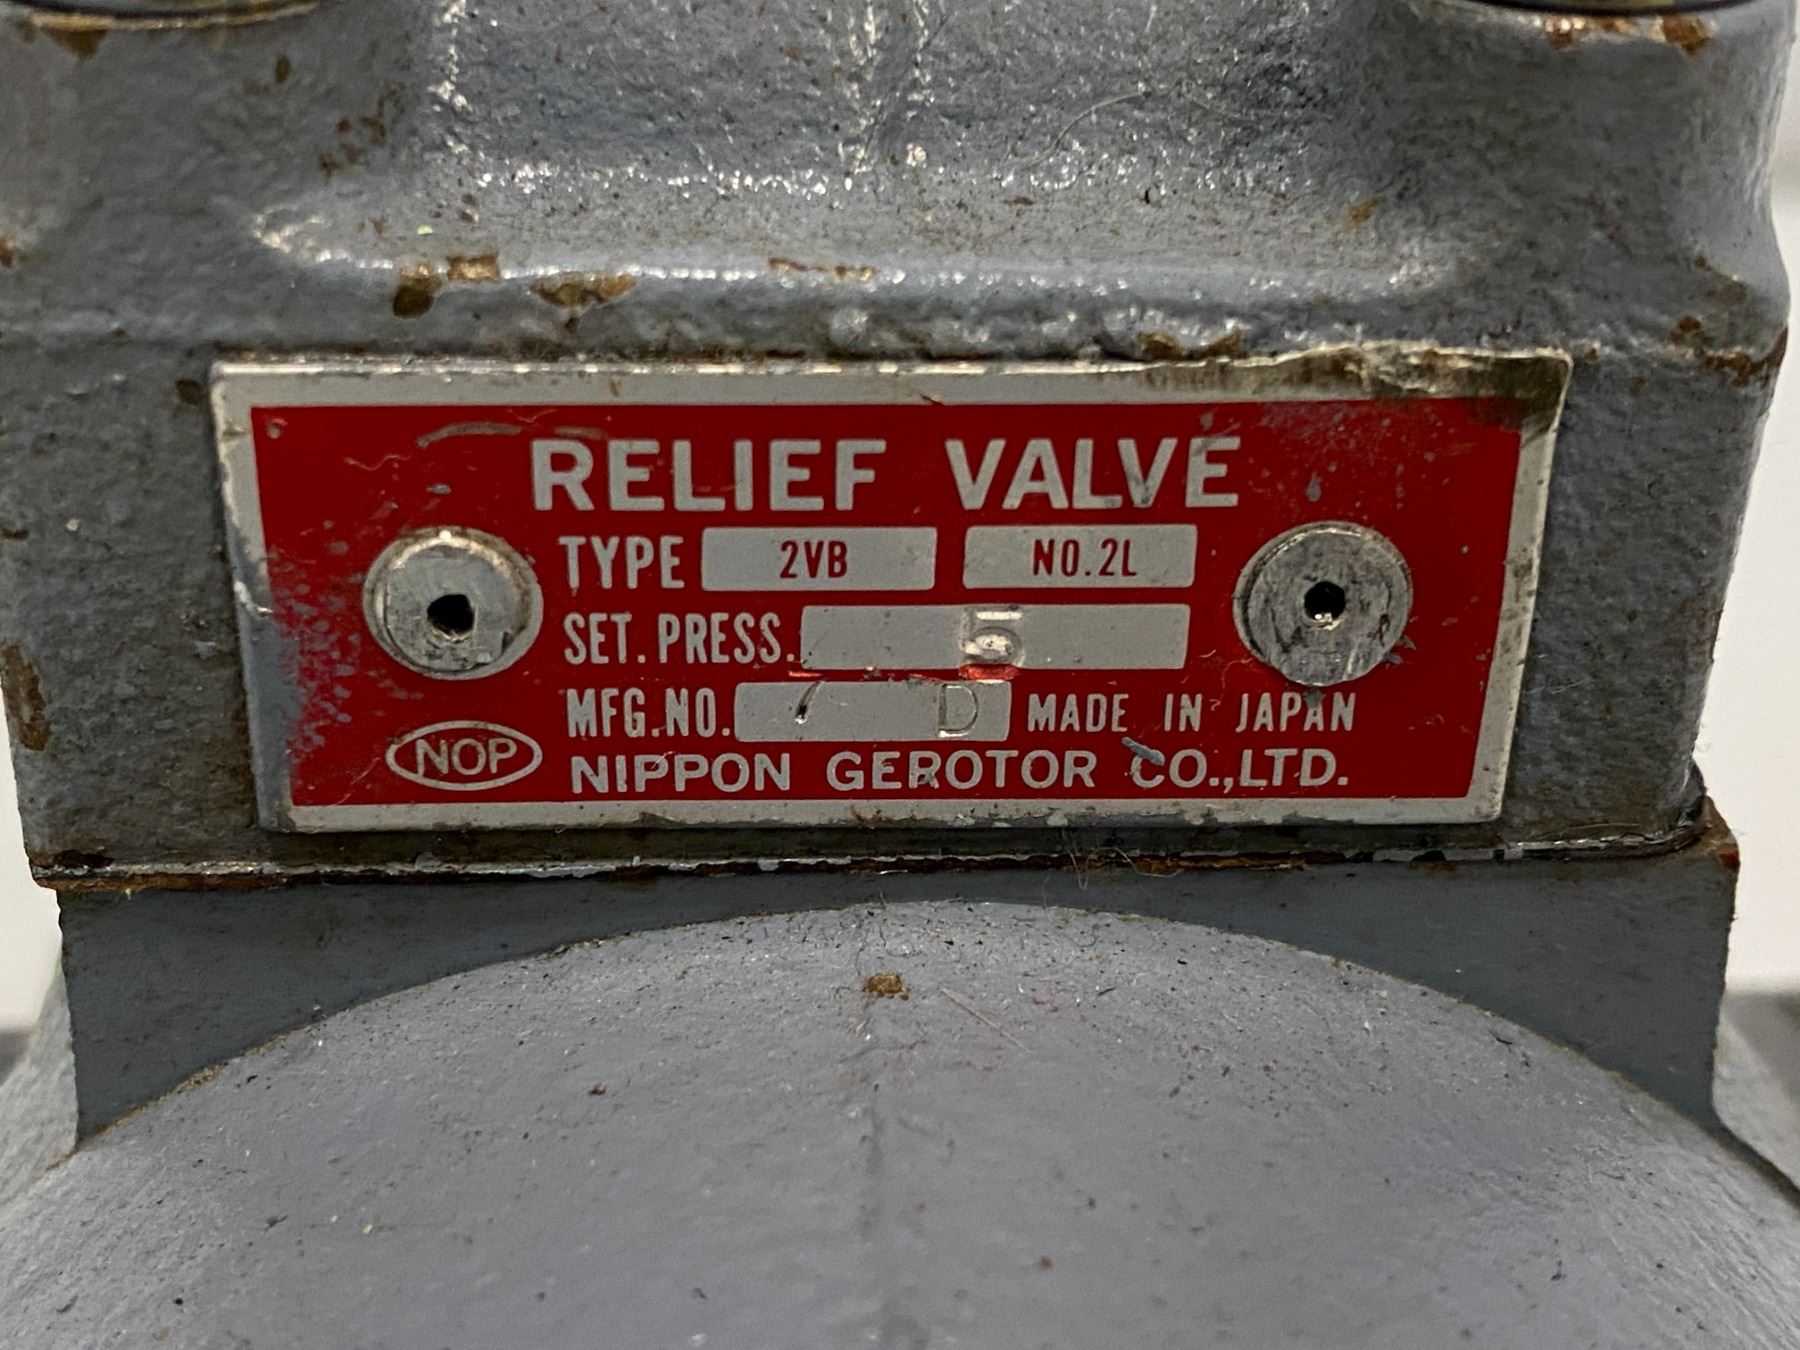 RELIEF VALVE
TYPE 2VB NO.2L
SET. PRESS. 5
MFG.NO. D MADE IN JAPAN
NOP NIPPON GEROTOR CO.,LTD.